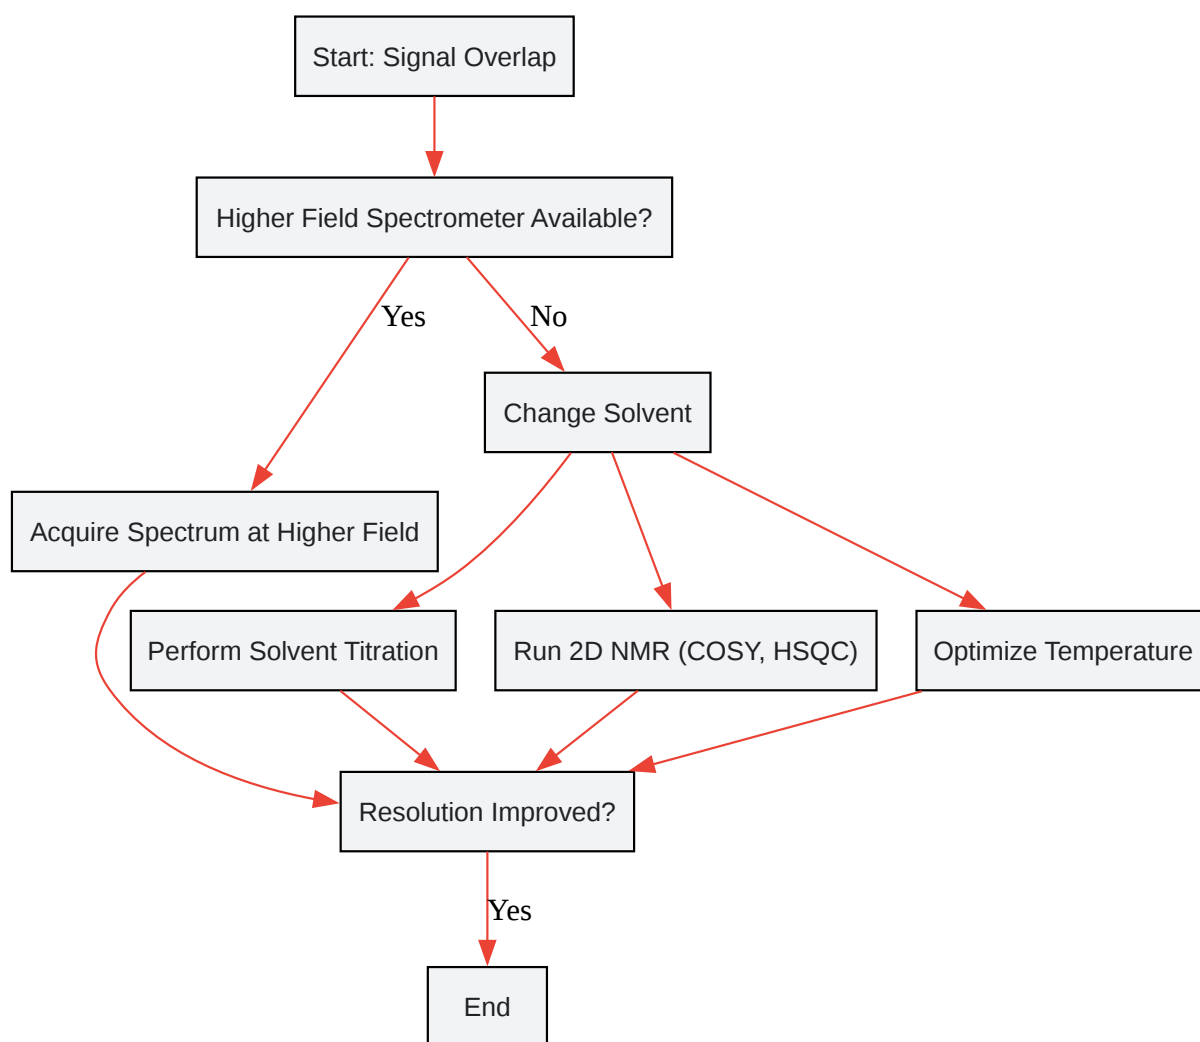 Start: Signal Overlap
Higher Field Spectrometer Available?
Yes
No
Change Solvent
Acquire Spectrum at Higher Field
Perform Solvent Titration
Run 2D NMR (COSY, HSQC)
Optimize Temperature
Resolution Improved?
Yes
End